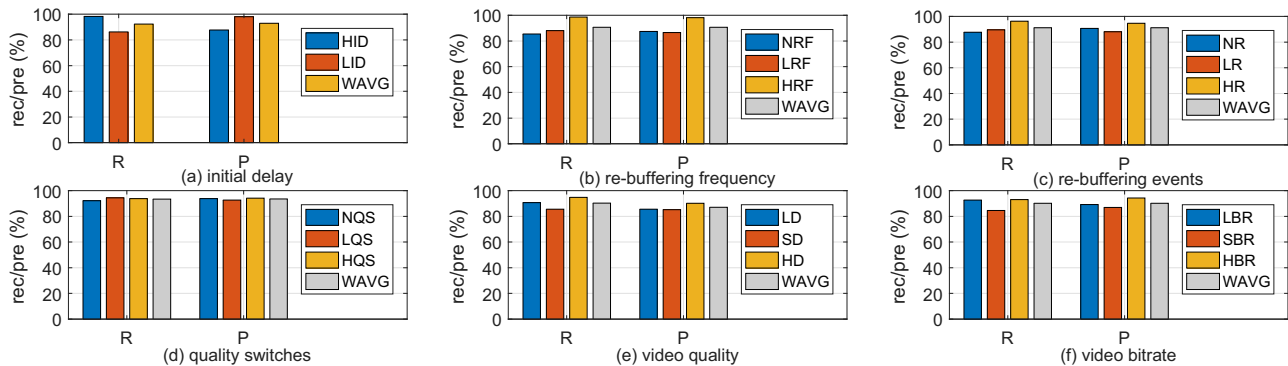 rec/pre (%)
100
80
60
40
20
0
HID
LID
WAVG
R
P
(a) initial delay
rec/pre (%)
100
80
60
40
20
0
NRF
LRF
HRF
WAVG
R
P
(b) re-buffering frequency
rec/pre (%)
100
80
60
40
20
0
NR
LR
HR
WAVG
R
P
(c) re-buffering events
rec/pre (%)
100
80
60
40
20
0
NQS
LQS
HQS
WAVG
R
P
(d) quality switches
rec/pre (%)
100
80
60
40
20
0
LD
SD
HD
WAVG
R
P
(e) video quality
rec/pre (%)
100
80
60
40
20
0
LBR
SBR
HBR
WAVG
R
P
(f) video bitrate